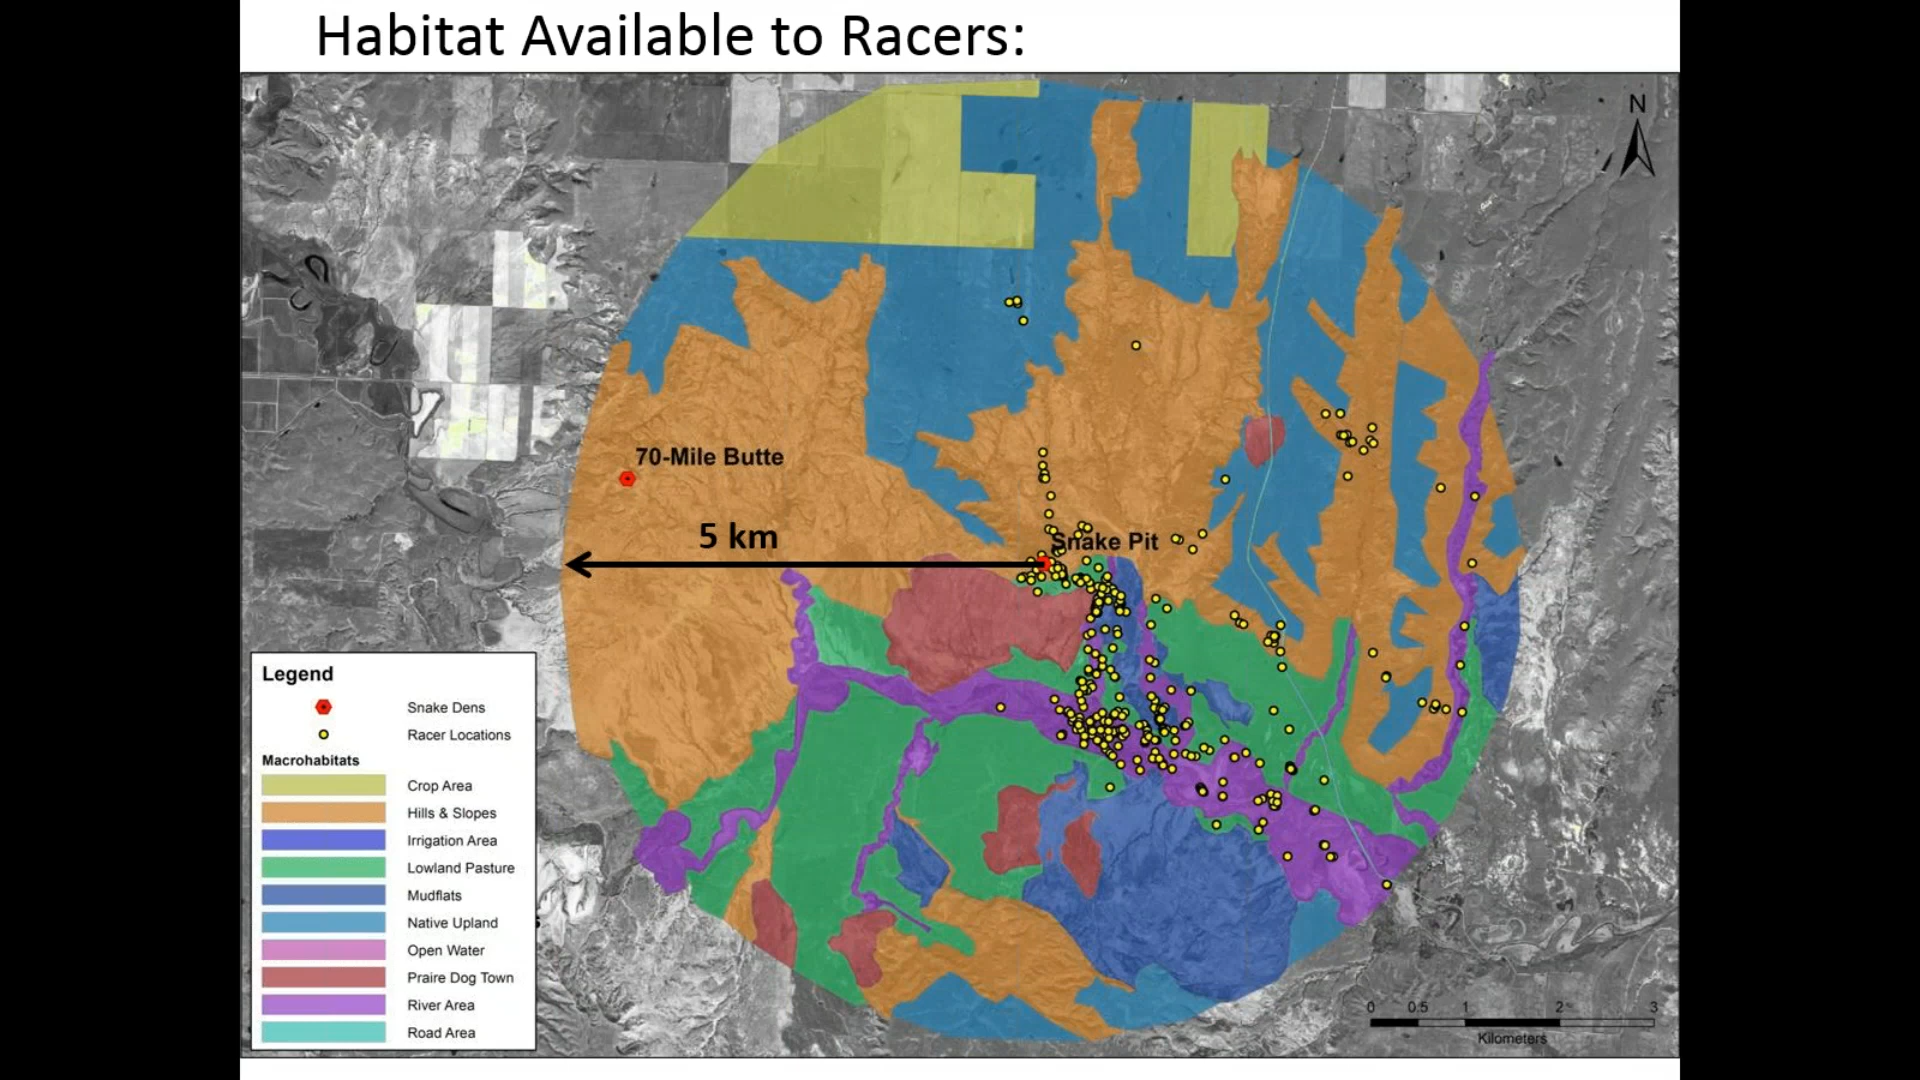 Habitat Available to Racers:
N
70-Mile Butte
5 km
Snake Pit
Legend
Snake Dens
Racer Locations
Macrohabitats
Crop Area
Hills & Slopes
Irrigation Area
Lowland Pasture
Mudflats
Native Upland
Open Water
Praire Dog Town
River Area
Road Area
0 0.5 1 2 3
Kilometers